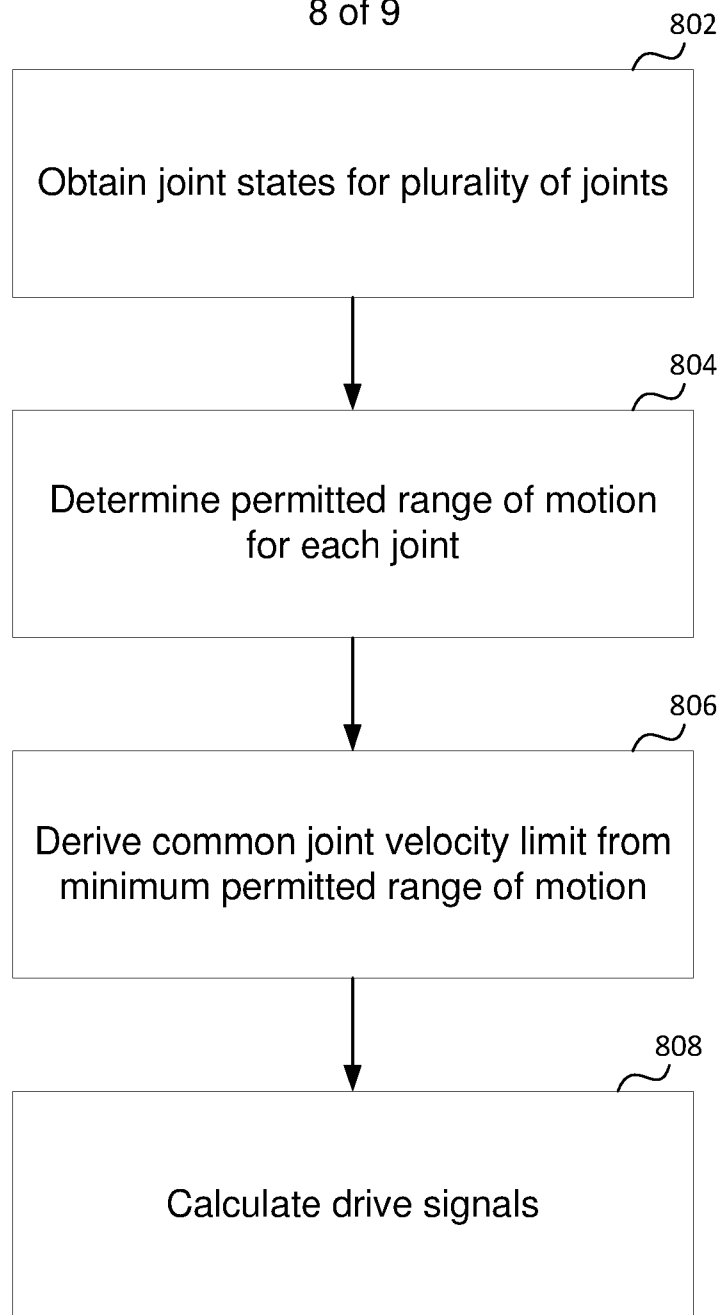 8 of 9
802
Obtain joint states for plurality of joints
804
Determine permitted range of motion
for each joint
806
Derive common joint velocity limit from
minimum permitted range of motion
808
Calculate drive signals